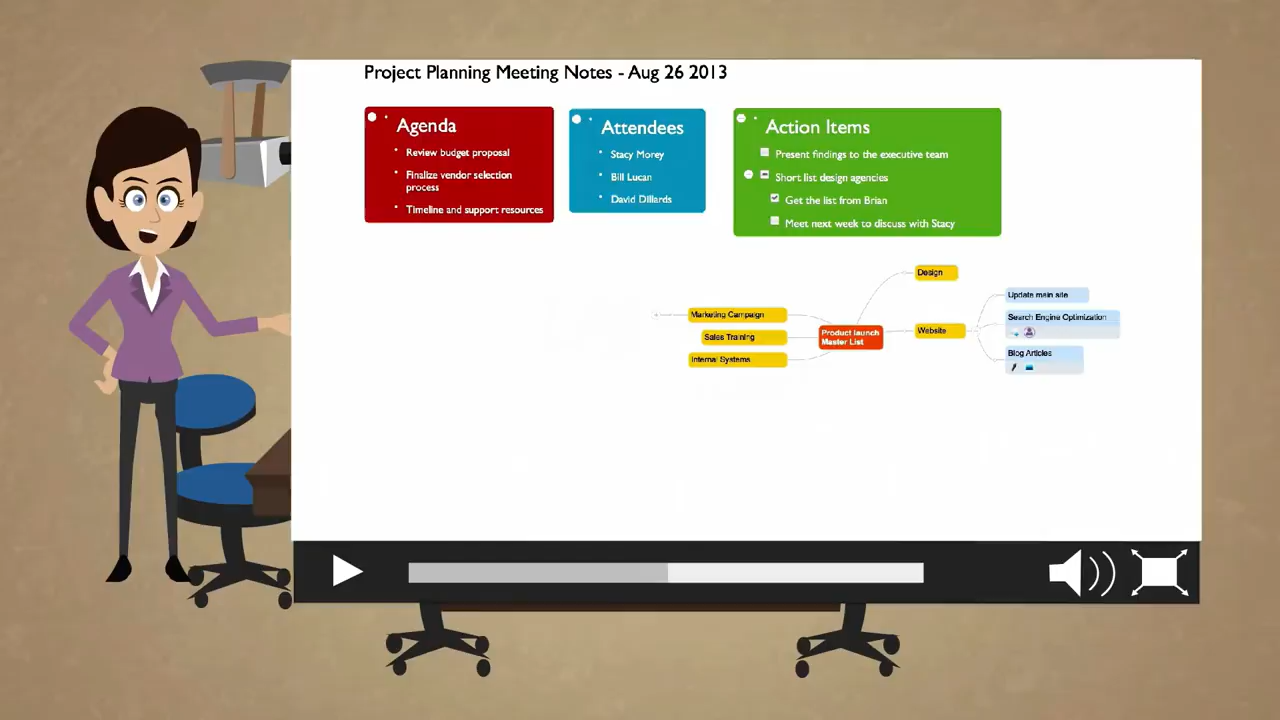 Project Planning Meeting Notes - Aug 26 2013
Agenda
Review budget proposal
Finalize vendor selection
process
Timeline and support resources
Attendees
Stacy Morey
Bill Lucan
David Dillards
Action Items
Present findings to the executive team
Short list design agencies
Get the list from Brian
Meet next week to discuss with Stacy
Marketing Campaign
Sales Training
Internal Systems
Product launch
Master List
Design
Website
Update main site
Search Engine Optimization
Blog Articles